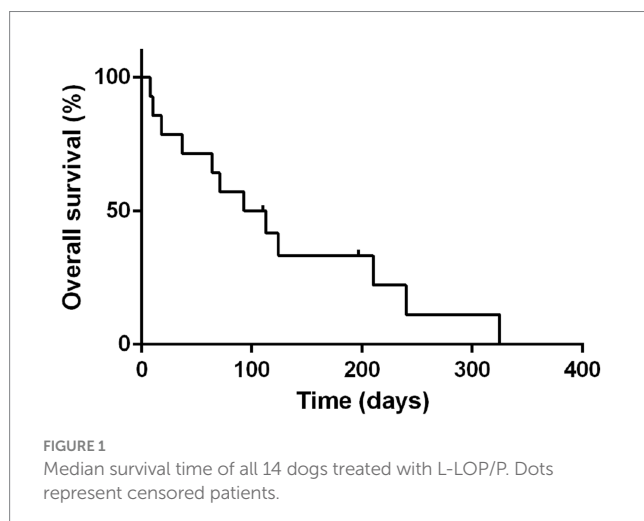 100
50
0
Overall survival (%)
0 100 200 300 400
Time (days)
FIGURE 1
Median survival time of all 14 dogs treated with L-LOP/P. Dots
represent censored patients.